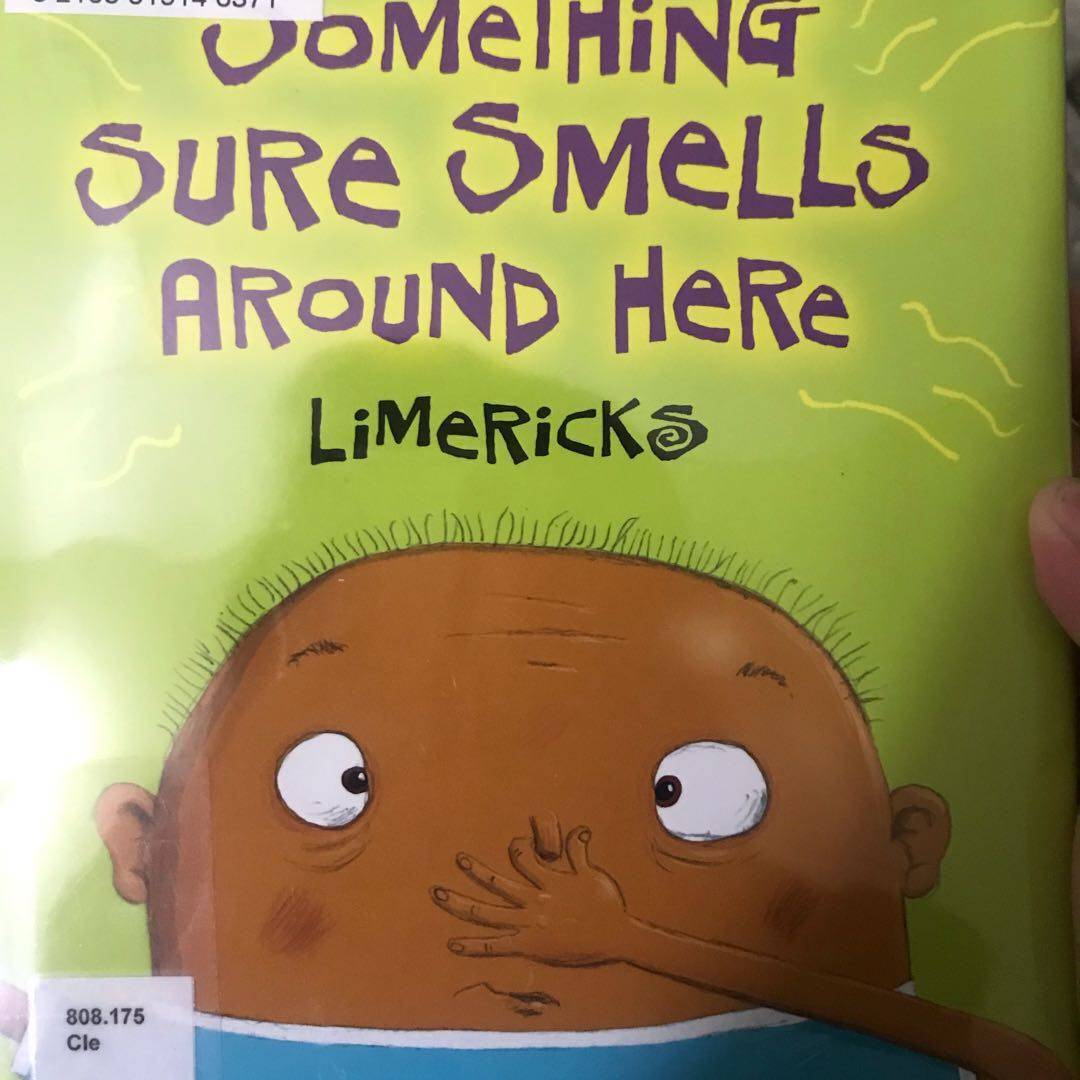 SOMETHING
SURE SMELLS
AROUND HERE
LIMERICKS
808.175
Cle